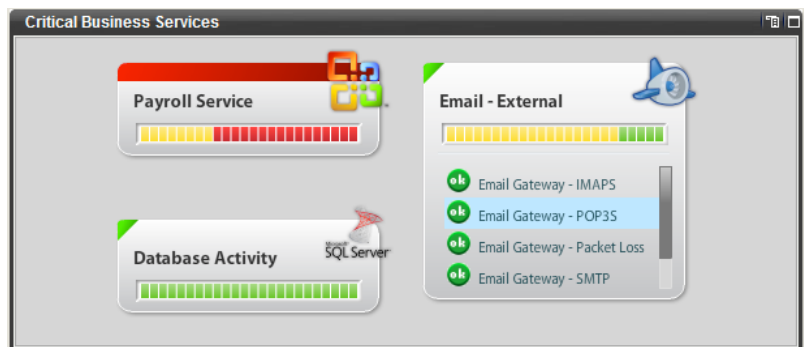 Critical Business Services
Payroll Service
Email - External
ok Email Gateway - IMAPS
ok Email Gateway - POP3S
ok Email Gateway - Packet Loss
ok Email Gateway - SMTP
Database Activity
Microsoft
SQL Server